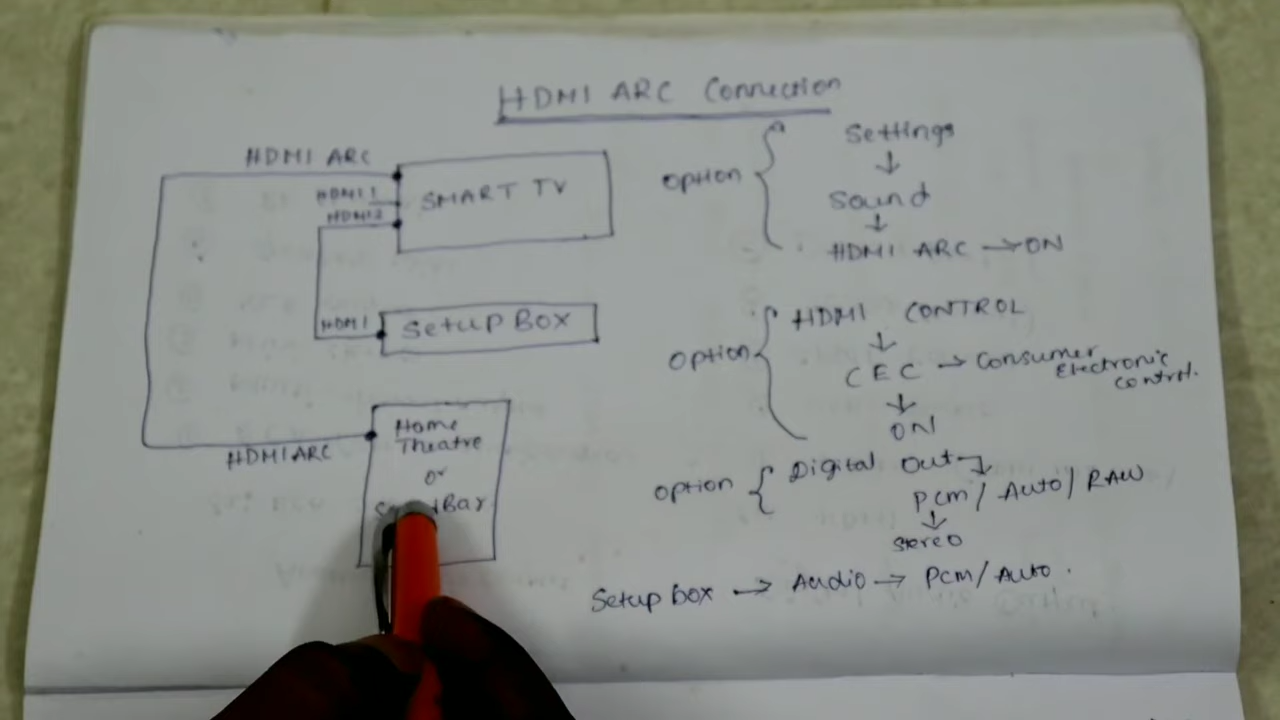 HDMI ARC Connection
HDMI ARC
HDMI 1
HDMI 2
SMART TV
HDMI
SetupBOX
Home
Theatre
or
Bar
HDMI ARC
Option
Settings
↓
Sound
↓
HDMI ARC → ON
Option
HDMI CONTROL
↓
CEC → Consumer
Electronic
Control.
↓
ON
Option
Digital Out
PCM / Auto / RAW
↓
Stereo
Setup box → Audio → PCM / Auto.